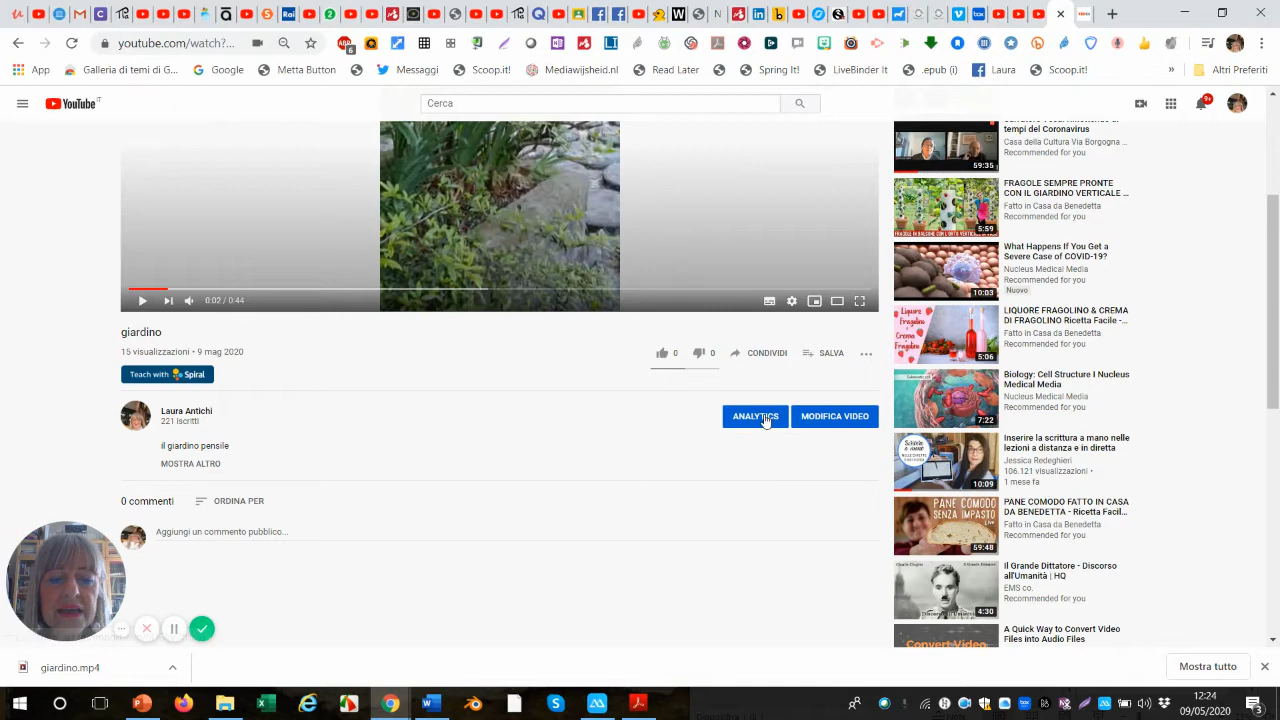 youtube.com/watch?v=
6
App
Galleria di temi di G...
Google
Diretta Button
Messaggi
Scoop.it!
Mediawijsheid.nl
Read Later
Spring It!
LiveBinder It
Laura
Scoop.it!
»
Altri Preferiti
YouTube IT
Cerca
9+
0:02 / 0:44
giardino
15 visualizzazioni • 7 mag 2020
0
0
CONDIVIDI
SALVA
Teach with Spiral
Laura Antichi
221 iscritti
ANALYTICS
MODIFICA VIDEO
il giardino
MOSTRA ALTRO
0 commenti
ORDINA PER
Aggiungi un commento pubblico...
tempi del Coronavirus
Casa della Cultura Via Borgogna ...
Recommended for you
59:35
FRAGOLE SEMPRE PRONTE
CON IL GIARDINO VERTICALE ...
Fatto in Casa da Benedetta
Recommended for you
5:59
What Happens If You Get a
Severe Case of COVID-19?
Nucleus Medical Media
Nuovo
10:03
Liquore
Fragolino
Crema
Fragolino
LIQUORE FRAGOLINO & CREMA
DI FRAGOLINO Ricetta Facile -...
Fatto in Casa da Benedetta
Recommended for you
5:06
Biology: Cell Structure I Nucleus
Medical Media
Nucleus Medical Media
Recommended for you
7:22
Inserire la scrittura a mano nelle
lezioni a distanza e in diretta
Jessica Redeghieri
106.121 visualizzazioni •
1 mese fa
10:09
PANE COMODO
SENZA IMPASTO
Live
PANE COMODO FATTO IN CASA
DA BENEDETTA - Ricetta Facil...
Fatto in Casa da Benedetta
Recommended for you
59:48
Il Grande Dittatore - Discorso
all'Umanità | HQ
EMS co.
Recommended for you
4:30
A Quick Way to Convert Video
Files into Audio Files
Convert Video
giardino.mp4
Mostra tutto
12:24
09/05/2020